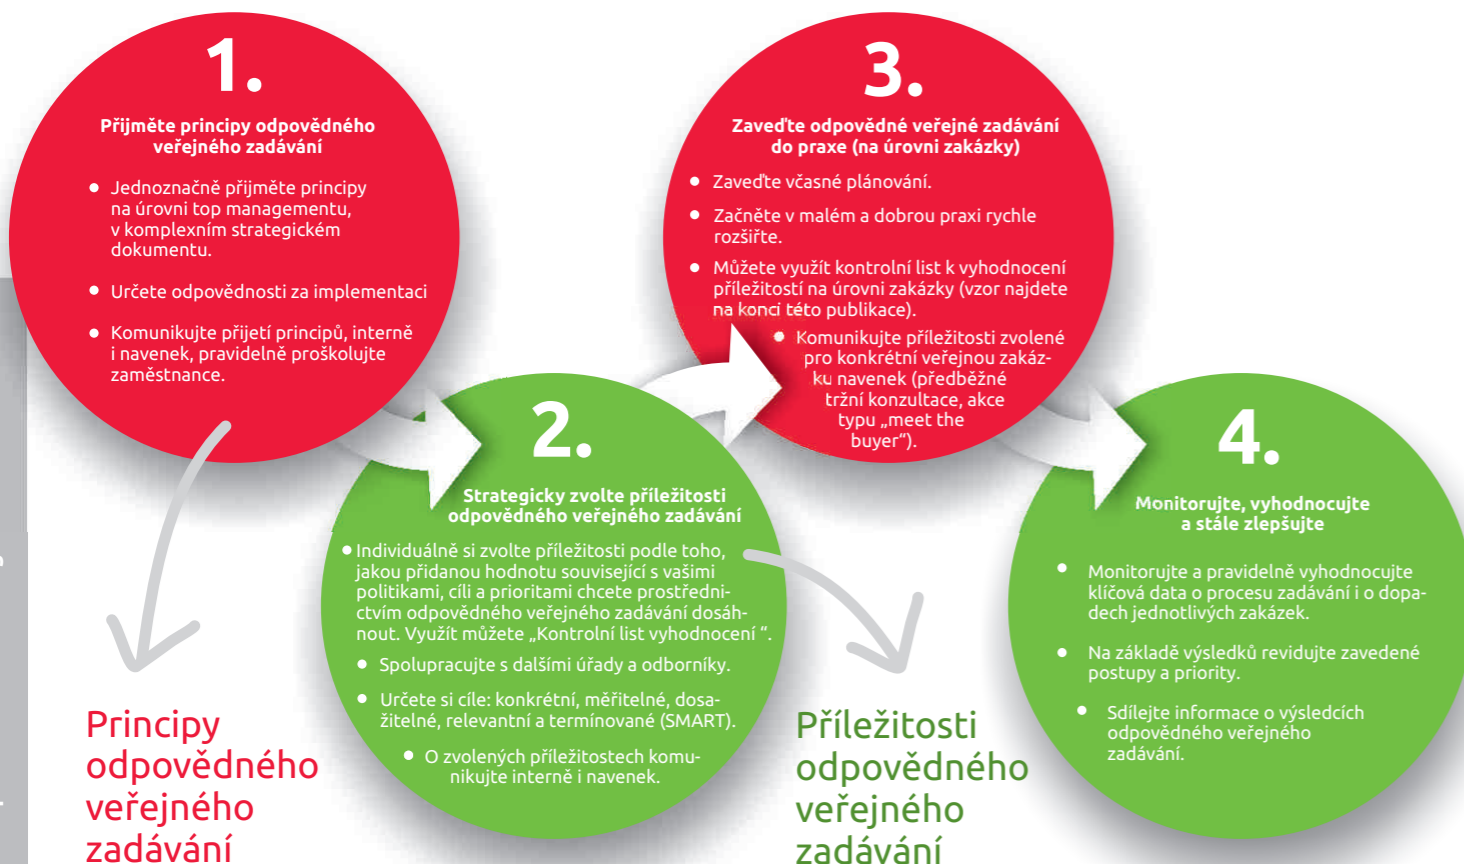 1.
Přijměte principy odpovědného
veřejného zadávání
Jednoznačně přijměte principy
na úrovni top managementu,
v komplexním strategickém
dokumentu.
Určete odpovědnosti za implementaci
Komunikujte přijetí principů, interně
i navenek, pravidelně proškolujte
zaměstnance.
2.
Strategicky zvolte příležitosti
odpovědného veřejného zadávání
Individuálně si zvolte příležitosti podle toho,
jakou přidanou hodnotu související s vašimi
politikami, cíli a prioritami chcete prostředni-
ctvím odpovědného veřejného zadávání dosáh-
nout. Využít můžete „Kontrolní list vyhodnocení “.
Spolupracujte s dalšími úřady a odborníky.
Určete si cíle: konkrétní, měřitelné, dosa-
žitelné, relevantní a termínované (SMART).
O zvolených příležitostech komu-
nikujte interně i navenek.
3.
Zaveďte odpovědné veřejné zadávání
do praxe (na úrovni zakázky)
Zaveďte včasné plánování.
Začněte v malém a dobrou praxi rychle
rozšiřte.
Můžete využít kontrolní list k vyhodnocení
příležitostí na úrovni zakázky (vzor najdete
na konci této publikace).
Komunikujte příležitosti zvolené
pro konkrétní veřejnou zakáz-
ku navenek (předběžné
tržní konzultace, akce
typu „meet the
buyer“).
4.
Monitorujte, vyhodnocujte
a stále zlepšujte
Monitorujte a pravidelně vyhodnocujte
klíčová data o procesu zadávání i o dopa-
dech jednotlivých zakázek.
Na základě výsledků revidujte zavedené
postupy a priority.
Sdílejte informace o výsledcích
odpovědného veřejného
zadávání.
Principy
odpovědného
veřejného
zadávání
Příležitosti
odpovědného
veřejného
zadávání